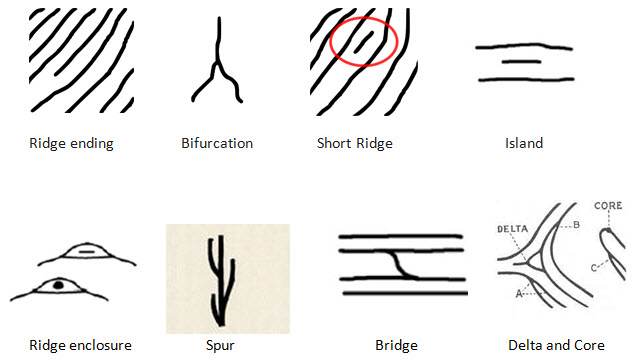 Ridge ending
Bifurcation
Short Ridge
Island
CORE
DELTA
B
C
A
Ridge enclosure
Spur
Bridge
Delta and Core